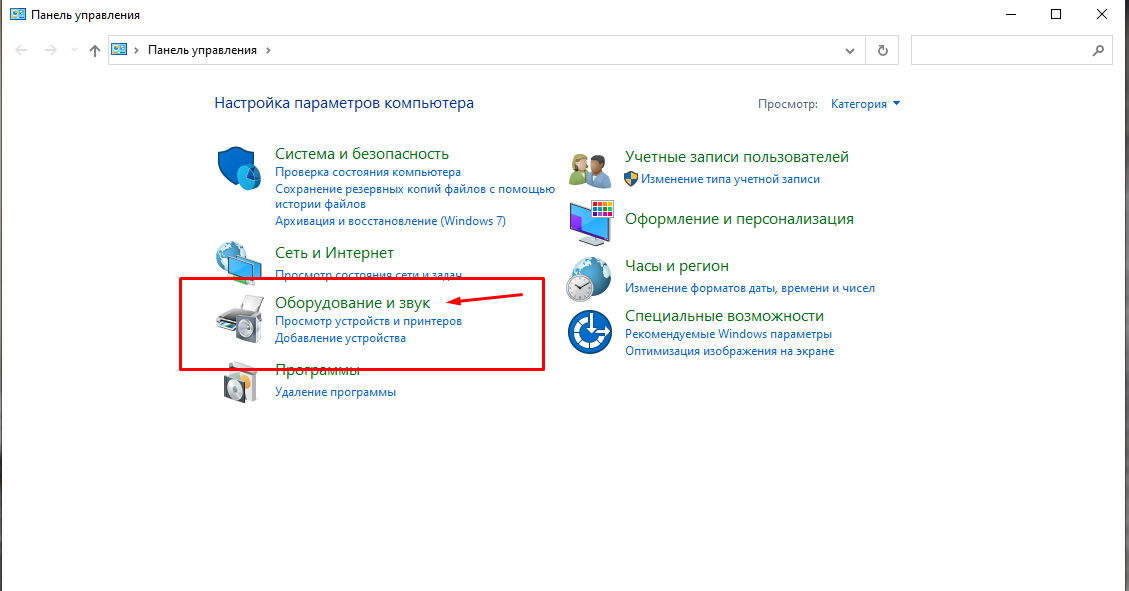 Панель управления
Панель управления
Настройка параметров компьютера
Просмотр: Категория
Система и безопасность
Проверка состояния компьютера
Сохранение резервных копий файлов с помощью
истории файлов
Архивация и восстановление (Windows 7)
Сеть и Интернет
Просмотр состояния сети и задач
Оборудование и звук
Просмотр устройств и принтеров
Добавление устройства
Программы
Удаление программы
Учетные записи пользователей
Изменение типа учетной записи
Оформление и персонализация
Часы и регион
Изменение форматов даты, времени и чисел
Специальные возможности
Рекомендуемые Windows параметры
Оптимизация изображения на экране